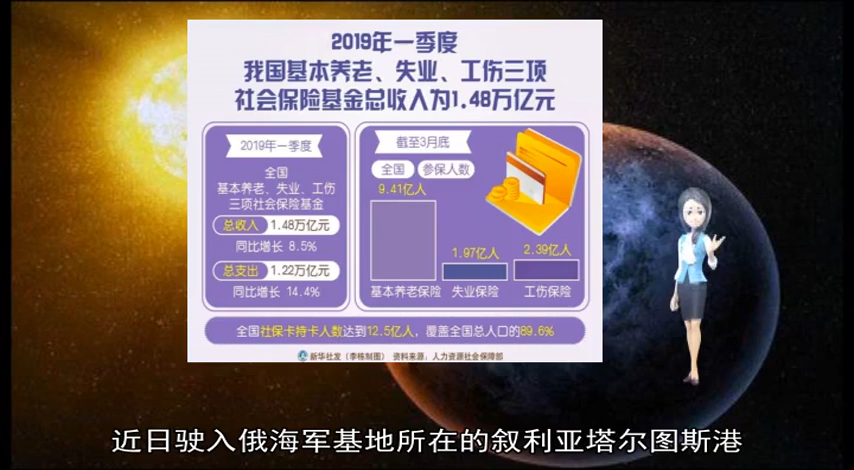 2019年一季度
我国基本养老、失业、工伤三项
社会保险基金总收入为1.48万亿元
2019年一季度
全国
基本养老、失业、工伤
三项社会保险基金
总收入 1.48万亿元
同比增长 8.5%
总支出 1.22万亿元
同比增长 14.4%
截至3月底
全国 参保人数
9.41亿人
1.97亿人
2.39亿人
基本养老保险 失业保险 工伤保险
全国社保卡持卡人数达到12.5亿人，覆盖全国总人口的89.6%
新华社发（李栋制图） 资料来源：人力资源社会保障部
近日驶入俄海军基地所在的叙利亚塔尔图斯港